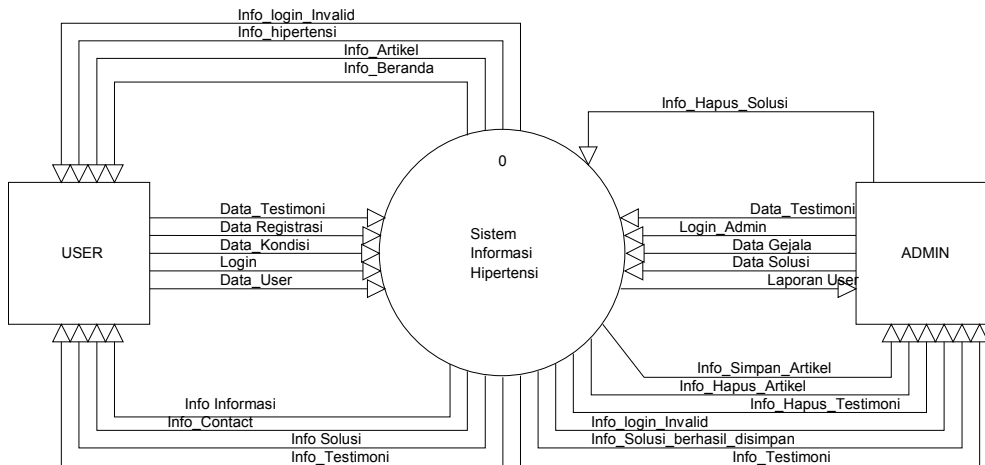 Info_login_Invalid
Info_hipertensi
Info_Artikel
Info_Beranda
Info_Hapus_Solusi
0
Data_Testimoni
Data Registrasi
Data_Kondisi
Login
Data_User
USER
Sistem
Informasi
Hipertensi
Data_Testimoni
Login_Admin
Data Gejala
Data Solusi
Laporan User
ADMIN
Info_Simpan_Artikel
Info_Hapus_Artikel
Info_Hapus_Testimoni
Info_login_Invalid
Info_Solusi_berhasil_disimpan
Info_Testimoni
Info Informasi
Info_Contact
Info Solusi
Info_Testimoni